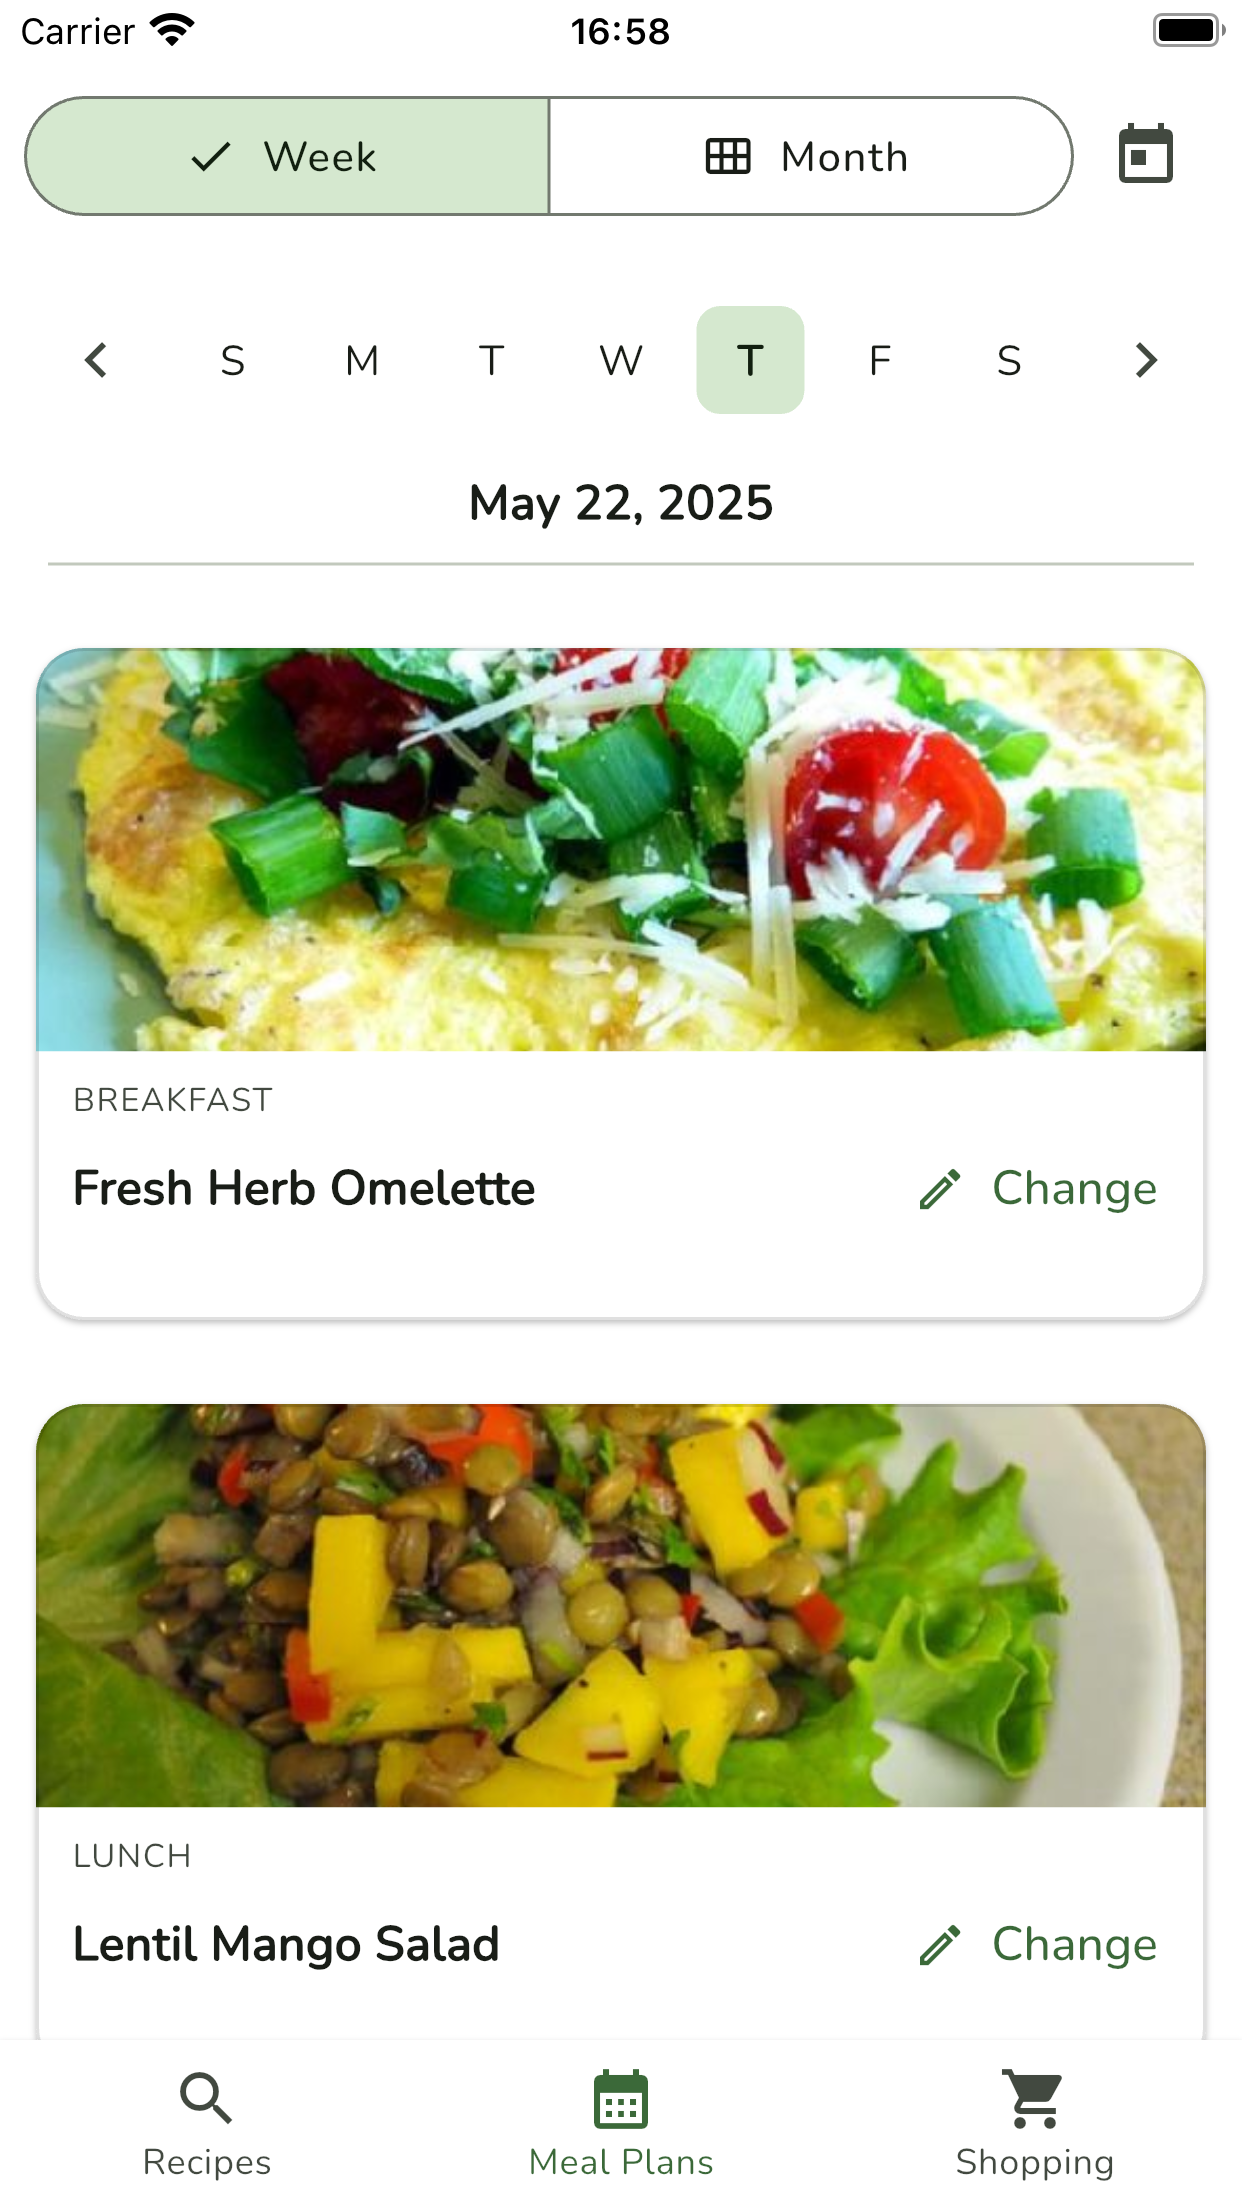 Carrier 16:58
Week Month
S M T W T F S
May 22, 2025
BREAKFAST
Fresh Herb Omelette Change
LUNCH
Lentil Mango Salad Change
Recipes Meal Plans Shopping